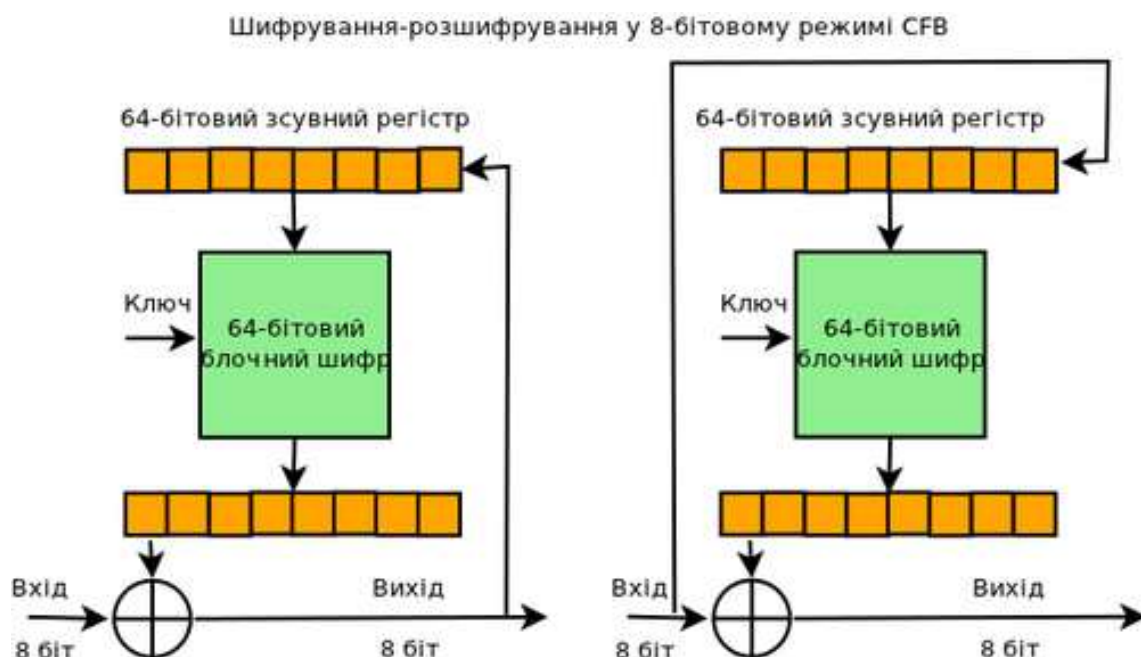 Шифрування-розшифрування у 8-бітовому режимі CFB
64-бітовий зсувний регістр
Ключ
64-бітовий
блочний шифр
Вхід
Вихід
8 біт
8 біт
64-бітовий зсувний регістр
Ключ
64-бітовий
блочний шифр
Вхід
Вихід
8 біт
8 біт